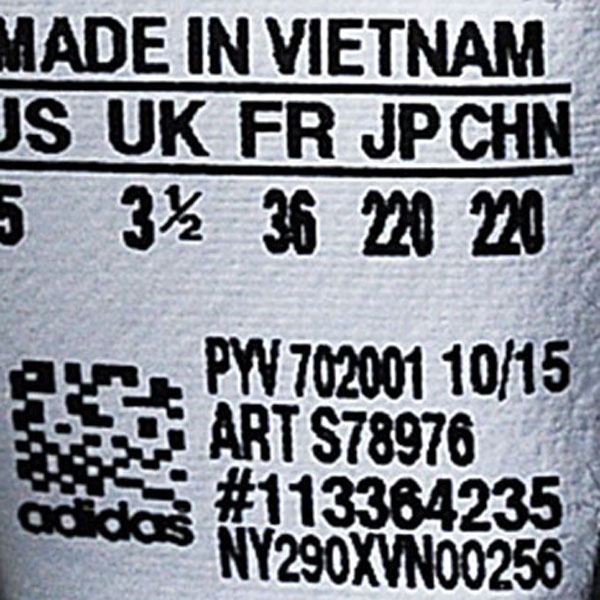 MADE IN VIETNAM
US UK FR JP CHN
5 3½ 36 220 220
PYV 702001 10/15
ART S78976
#113364235
adidas
NY290XVN00256